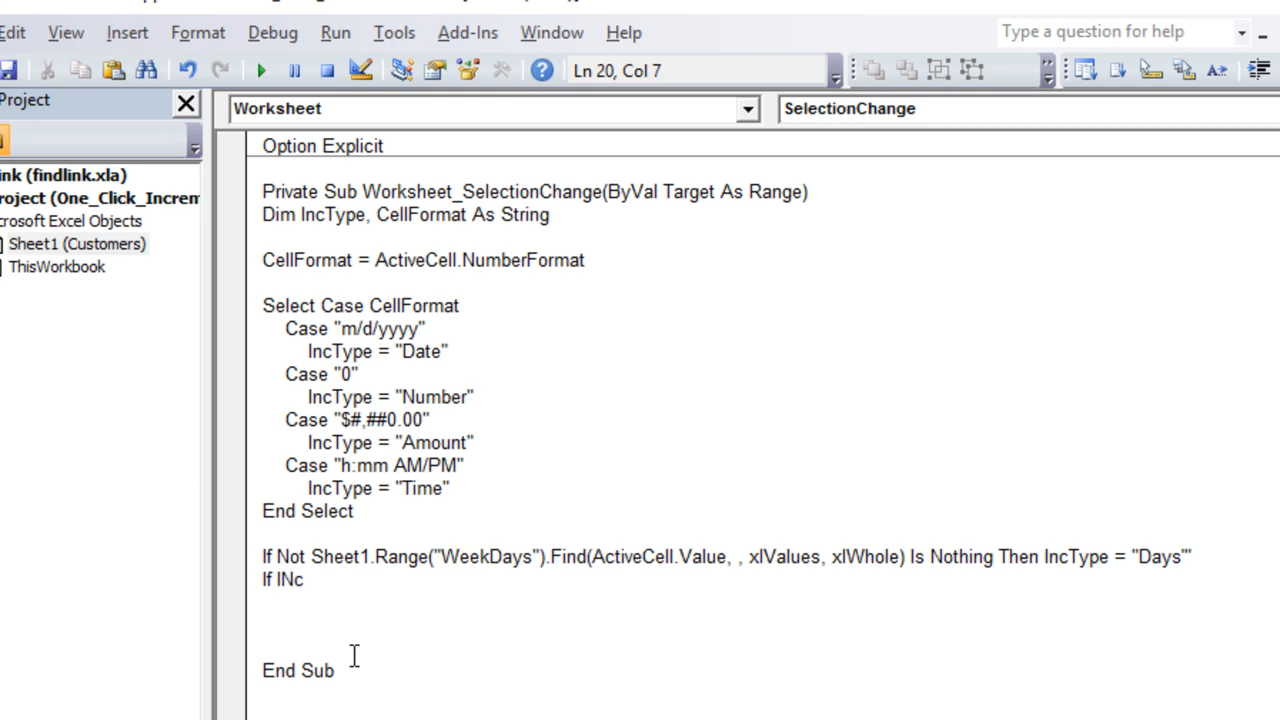 Edit View Insert Format Debug Run Tools Add-Ins Window Help Type a question for help
Ln 20, Col 7
Project
Worksheet SelectionChange
ink (findlink.xla)
roject (One_Click_Increm
crosoft Excel Objects
Sheet1 (Customers)
ThisWorkbook
Option Explicit
Private Sub Worksheet_SelectionChange(ByVal Target As Range)
Dim IncType, CellFormat As String
CellFormat = ActiveCell.NumberFormat
Select Case CellFormat
Case "m/d/yyyy"
IncType = "Date"
Case "0"
IncType = "Number"
Case "$#,##0.00"
IncType = "Amount"
Case "h:mm AM/PM"
IncType = "Time"
End Select
If Not Sheet1.Range("WeekDays").Find(ActiveCell.Value, , xlValues, xlWhole) Is Nothing Then IncType = "Days'"
If INc
End Sub